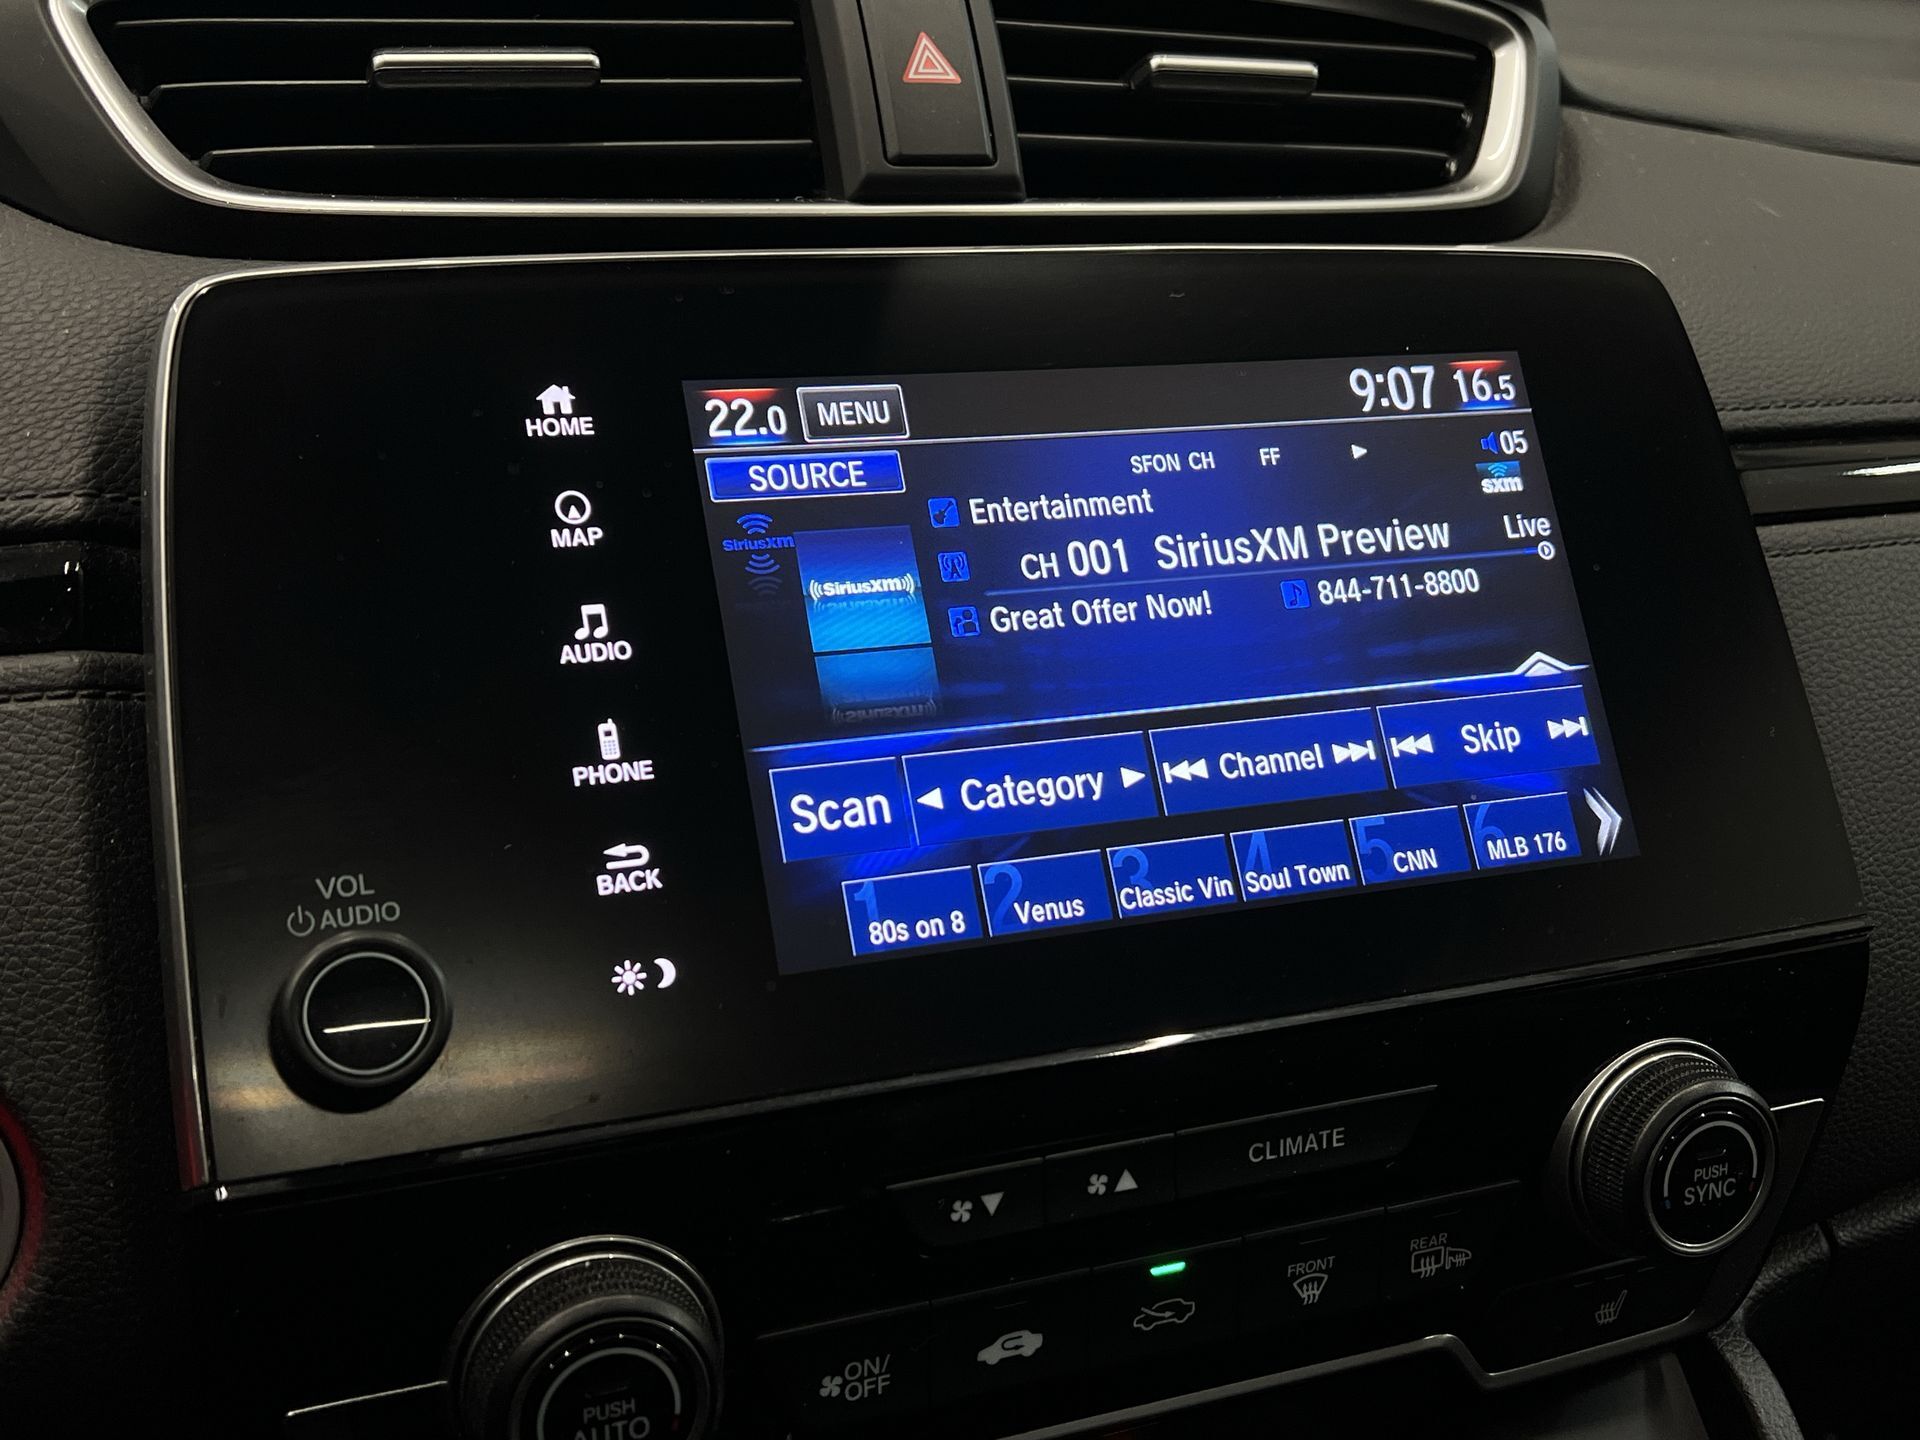 HOME
MAP
AUDIO
PHONE
BACK
VOL
AUDIO
22.0 MENU 9:07 16.5
SOURCE SFON CH FF 05
sxm
SiriusXM
SiriusXM
Entertainment
CH 001 SiriusXM Preview Live
Great Offer Now! 844-711-8800
Scan Category Channel Skip
1 80s on 8
2 Venus
3 Classic Vin
4 Soul Town
5 CNN
6 MLB 176
CLIMATE
PUSH
SYNC
PUSH
AUTO
ON/
OFF
FRONT
REAR